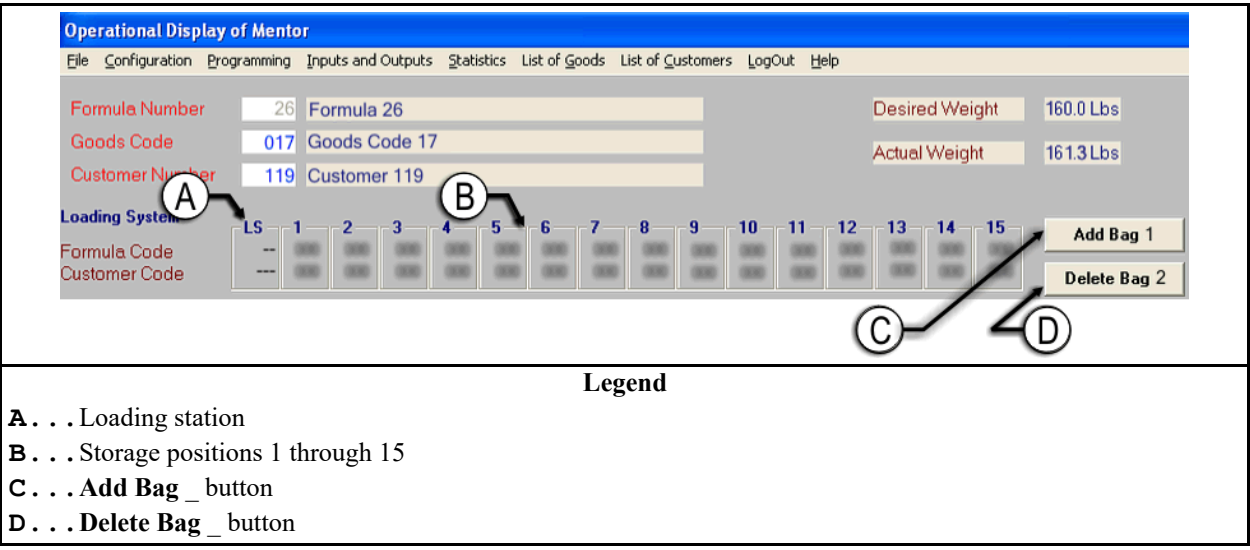 Operational Display of Mentor
File Configuration Programming Inputs and Outputs Statistics List of Goods List of Customers LogOut Help
Formula Number 26 Formula 26 Desired Weight 160.0 Lbs
Goods Code 017 Goods Code 17
Actual Weight 161.3 Lbs
Customer Number 119 Customer 119
A B
Loading System LS 1 2 3 4 5 6 7 8 9 10 11 12 13 14 15 Add Bag 1
Formula Code --
Customer Code --- Delete Bag 2
C D
Legend
A... Loading station
B... Storage positions 1 through 15
C... Add Bag _ button
D... Delete Bag _ button